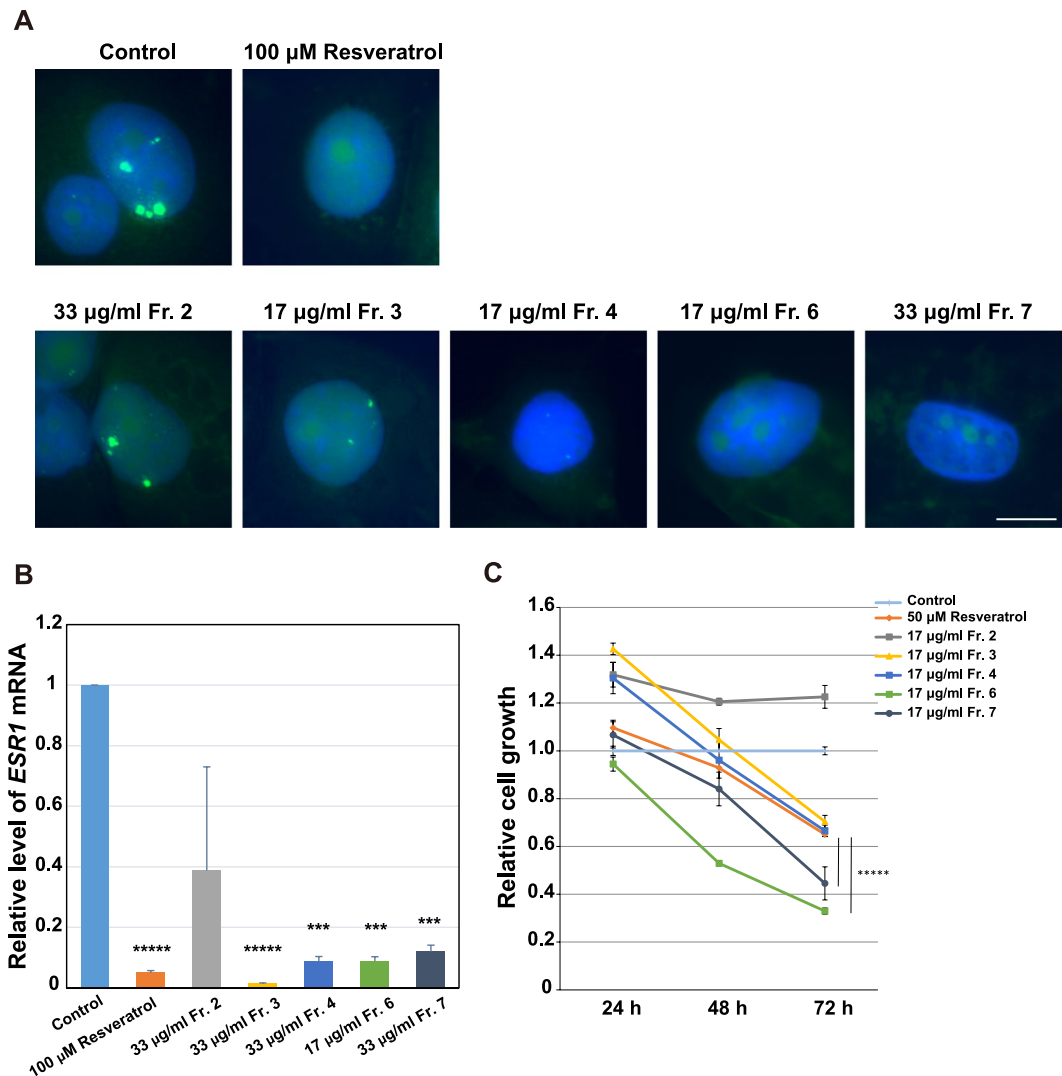 A
Control
100 µM Resveratrol
33 µg/ml Fr. 2
17 µg/ml Fr. 3
17 µg/ml Fr. 4
17 µg/ml Fr. 6
33 µg/ml Fr. 7
B
Relative level of ESR1 mRNA
1.2
1
0.8
0.6
0.4
0.2
0
*****
*****
***
***
***
Control
100 µM Resveratrol
33 µg/ml Fr. 2
33 µg/ml Fr. 3
33 µg/ml Fr. 4
17 µg/ml Fr. 6
33 µg/ml Fr. 7
C
Relative cell growth
1.6
1.4
1.2
1.0
0.8
0.6
0.4
0.2
0
24 h
48 h
72 h
Control
50 µM Resveratrol
17 µg/ml Fr. 2
17 µg/ml Fr. 3
17 µg/ml Fr. 4
17 µg/ml Fr. 6
17 µg/ml Fr. 7
*****